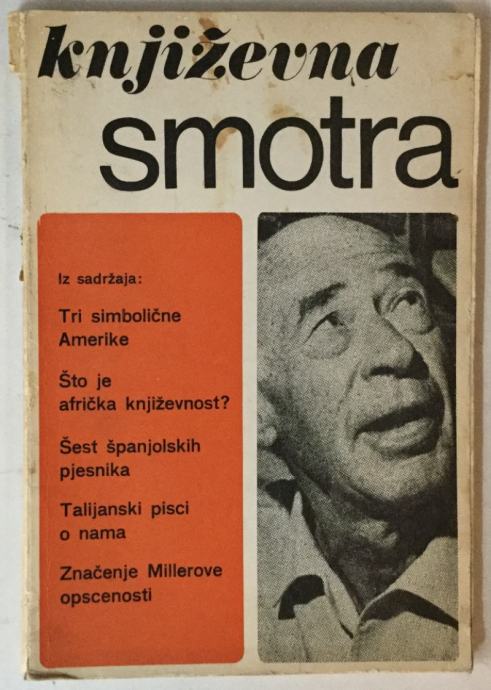 književna
smotra
Iz sadržaja:
Tri simbolične
Amerike
Što je
afrička književnost?
Šest španjolskih
pjesnika
Talijanski pisci
o nama
Značenje Millerove
opscenosti